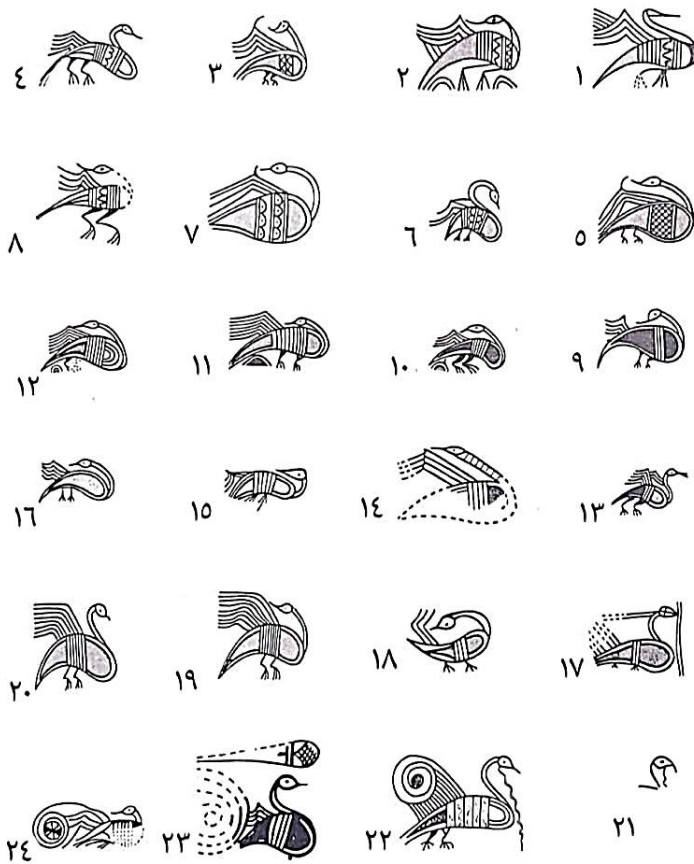 ١ ٢ ٣ ٤
٥ ٦ ٧ ٨
٩ ١٠ ١١ ١٢
١٣ ١٤ ١٥ ١٦
١٧ ١٨ ١٩ ٢٠
٢١ ٢٢ ٢٣ ٢٤